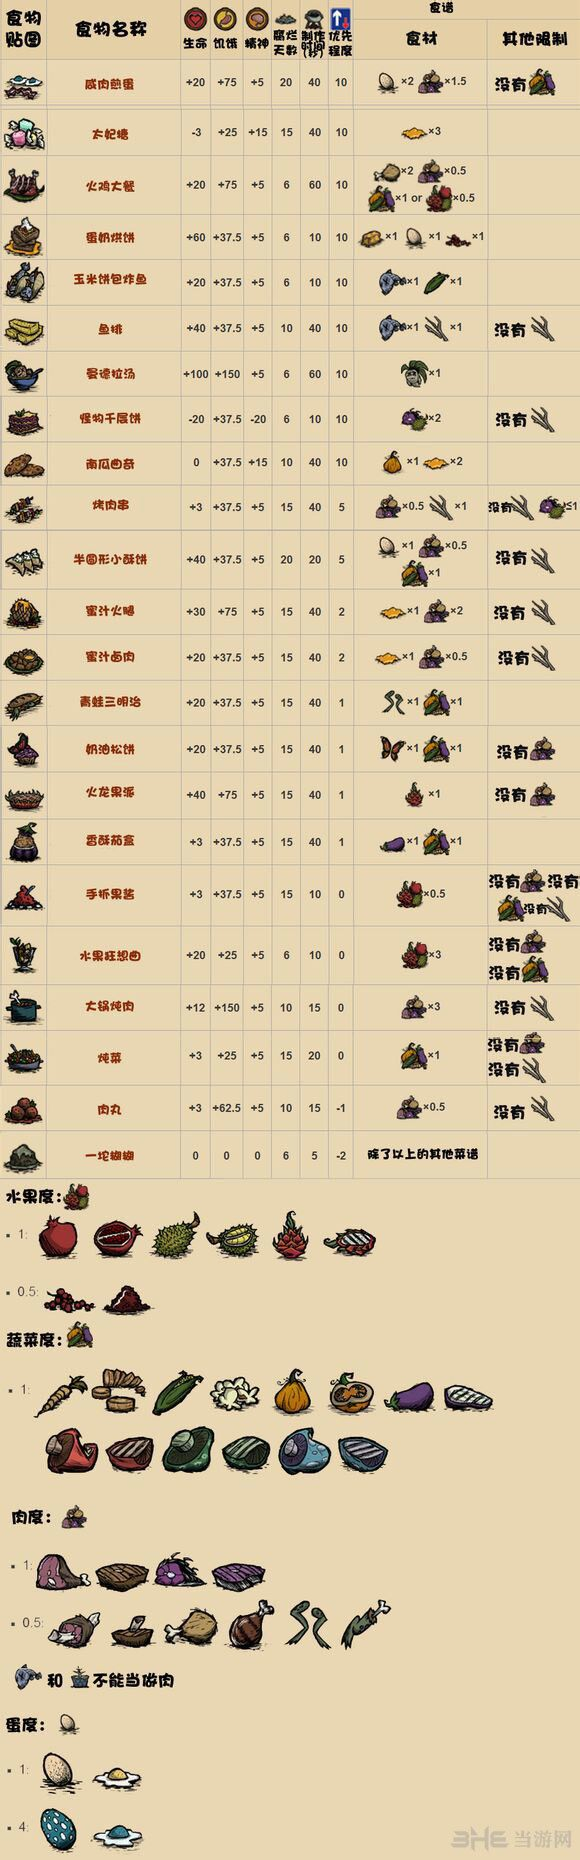 食物贴图 食物名称 生命 饥饿 精神 腐烂天数 制作时间(秒) 优先程度 食谱 食材 其他限制
咸肉煎蛋 +20 +75 +5 20 40 10 ×2 ×1.5 没有
太妃糖 -3 +25 +15 15 40 10 ×3
火鸡大餐 +20 +75 +5 6 60 10 ×2 ×0.5 ×1 or ×0.5
蛋奶烘饼 +60 +37.5 +5 6 10 10 ×1 ×1 ×1
玉米饼包炸鱼 +20 +37.5 +5 6 10 10 ×1 ×1
鱼排 +40 +37.5 +5 10 40 10 ×1 ×1 没有
曼德拉汤 +100 +150 +5 6 60 10 ×1
怪物千层饼 -20 +37.5 -20 6 10 10 ×2 没有
南瓜曲奇 0 +37.5 +15 10 40 10 ×1 ×2
烤肉串 +3 +37.5 +5 15 40 5 ×0.5 ×1 没有 ≤1
半圆形小酥饼 +40 +37.5 +5 20 20 5 ×1 ×0.5 ×1 没有
蜜汁火腿 +30 +75 +5 15 40 2 ×1 ×2 没有
蜜汁卤肉 +20 +37.5 +5 15 40 2 ×1 ×0.5 没有
青蛙三明治 +20 +37.5 +5 15 40 1 ×1 ×1
奶油松饼 +20 +37.5 +5 15 40 1 ×1 ×1 没有
火龙果派 +40 +75 +5 15 40 1 ×1 没有
香酥茄盒 +3 +37.5 +5 15 40 1 ×1 ×1
手抓果酱 +3 +37.5 +5 15 10 0 ×0.5 没有 没有 没有
水果狂想曲 +20 +25 +5 6 10 0 ×3 没有 没有
大锅炖肉 +12 +150 +5 10 15 0 ×3 没有
炖菜 +3 +25 +5 15 20 0 ×1 没有 没有
肉丸 +3 +62.5 +5 10 15 -1 ×0.5 没有
一坨糊糊 0 0 0 6 5 -2 除了以上的其他菜谱
水果度:
1:
0.5:
蔬菜度:
1:
肉度:
1:
0.5:
和 不能当做肉
蛋度:
1:
4:
3HE 当游网